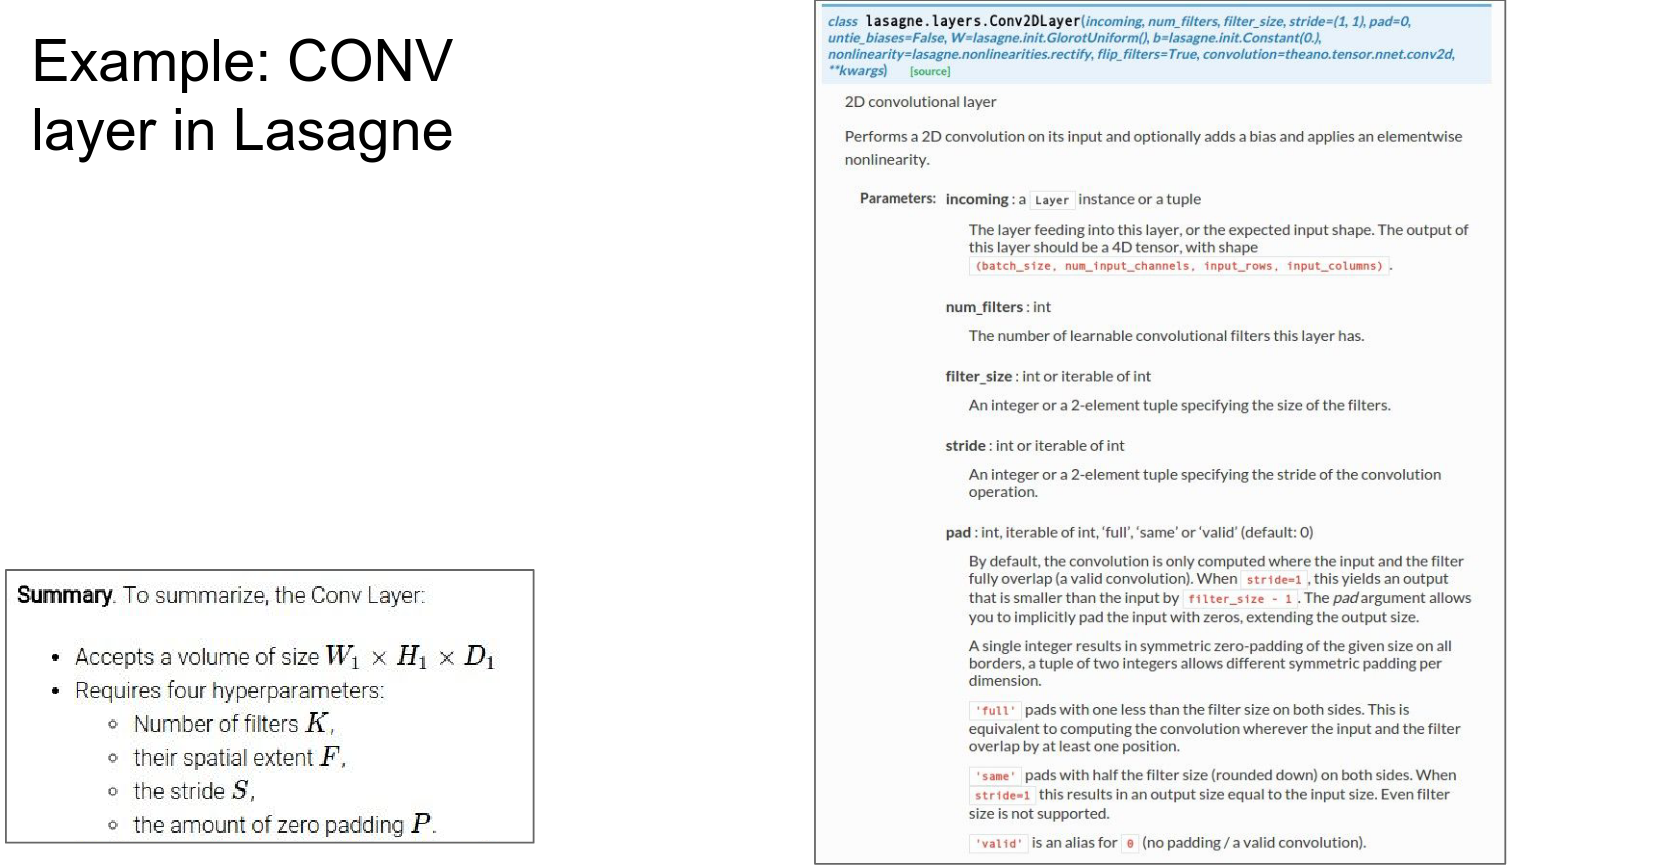 Example: CONV
layer in Lasagne
Summary. To summarize, the Conv Layer:
• Accepts a volume of size W₁ × H₁ × D₁
• Requires four hyperparameters:
◦ Number of filters K,
◦ their spatial extent F,
◦ the stride S,
◦ the amount of zero padding P.
class lasagne.layers.Conv2DLayer(incoming, num_filters, filter_size, stride=(1, 1), pad=0,
untie_biases=False, W=lasagne.init.GlorotUniform(), b=lasagne.init.Constant(0.),
nonlinearity=lasagne.nonlinearities.rectify, flip_filters=True, convolution=theano.tensor.nnet.conv2d,
**kwargs) [source]
2D convolutional layer
Performs a 2D convolution on its input and optionally adds a bias and applies an elementwise
nonlinearity.
Parameters: incoming : a Layer instance or a tuple
The layer feeding into this layer, or the expected input shape. The output of
this layer should be a 4D tensor, with shape
(batch_size, num_input_channels, input_rows, input_columns) .
num_filters : int
The number of learnable convolutional filters this layer has.
filter_size : int or iterable of int
An integer or a 2-element tuple specifying the size of the filters.
stride : int or iterable of int
An integer or a 2-element tuple specifying the stride of the convolution
operation.
pad : int, iterable of int, ‘full’, ‘same’ or ‘valid’ (default: 0)
By default, the convolution is only computed where the input and the filter
fully overlap (a valid convolution). When stride=1 , this yields an output
that is smaller than the input by filter_size - 1 . The pad argument allows
you to implicitly pad the input with zeros, extending the output size.
A single integer results in symmetric zero-padding of the given size on all
borders, a tuple of two integers allows different symmetric padding per
dimension.
'full' pads with one less than the filter size on both sides. This is
equivalent to computing the convolution wherever the input and the filter
overlap by at least one position.
'same' pads with half the filter size (rounded down) on both sides. When
stride=1 this results in an output size equal to the input size. Even filter
size is not supported.
'valid' is an alias for 0 (no padding / a valid convolution).